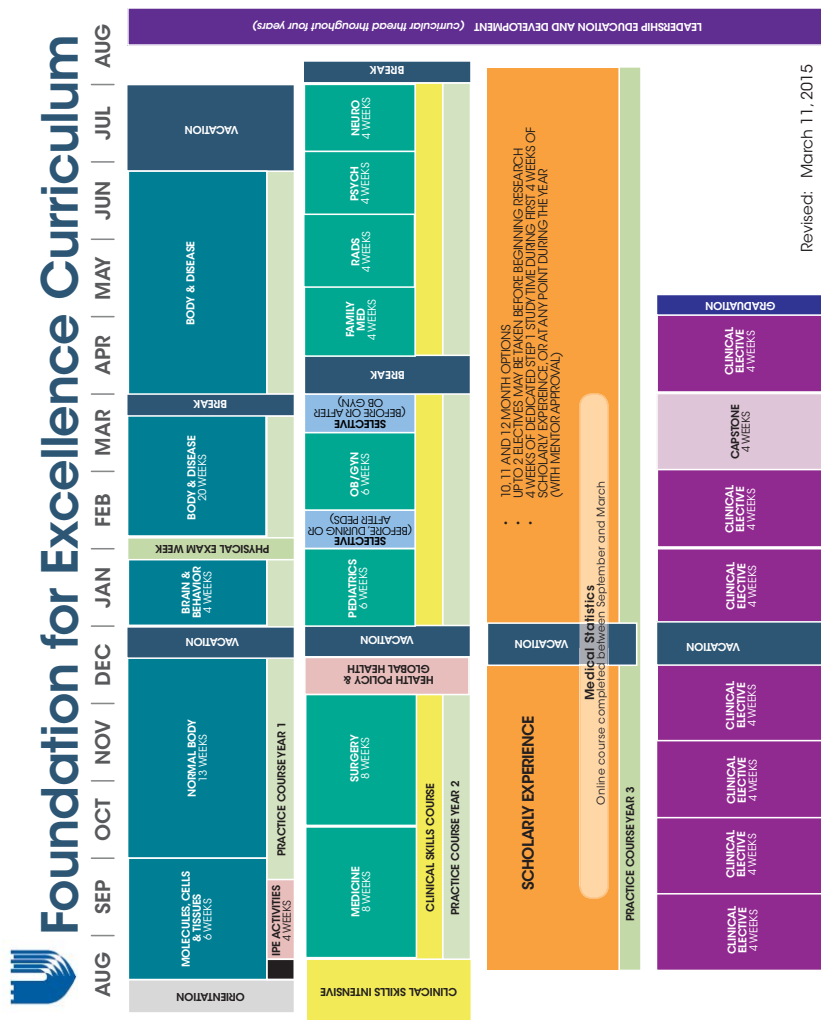 Foundation for Excellence Curriculum
AUG
SEP
OCT
NOV
DEC
JAN
FEB
MAR
APR
MAY
JUN
JUL
AUG
ORIENTATION
MOLECULES, CELLS
& TISSUES
6 WEEKS
NORMAL BODY
13 WEEKS
VACATION
BRAIN &
BEHAVIOR
4 WEEKS
PHYSICAL EXAM WEEK
BODY & DISEASE
20 WEEKS
BREAK
BODY & DISEASE
VACATION
IPE ACTIVITIES
4 WEEKS
PRACTICE COURSE YEAR 1
CLINICAL SKILLS INTENSIVE
MEDICINE
8 WEEKS
SURGERY
8 WEEKS
HEALTH POLICY &
GLOBAL HEALTH
VACATION
PEDIATRICS
6 WEEKS
SELECTIVE
(BEFORE, DURING OR
AFTER PEDS)
OB/GYN
6 WEEKS
SELECTIVE
(BEFORE OR AFTER
OB GYN)
BREAK
FAMILY
MED
4 WEEKS
RADS
4 WEEKS
PSYCH
4 WEEKS
NEURO
4 WEEKS
BREAK
CLINICAL SKILLS COURSE
PRACTICE COURSE YEAR 2
SCHOLARLY EXPERIENCE
VACATION
• 10, 11 AND 12 MONTH OPTIONS
• UP TO 2 ELECTIVES MAY BE TAKEN BEFORE BEGINNING RESEARCH
• 4 WEEKS OF DEDICATED STEP 1 STUDY TIME DURING FIRST 4 WEEKS OF
SCHOLARLY EXPEREINCE, OR AT ANY POINT DURING THE YEAR
(WITH MENTOR APPROVAL)
Medical Statistics
Online course completed between September and March
PRACTICE COURSE YEAR 3
CLINICAL
ELECTIVE
4 WEEKS
CLINICAL
ELECTIVE
4 WEEKS
CLINICAL
ELECTIVE
4 WEEKS
CLINICAL
ELECTIVE
4 WEEKS
VACATION
CLINICAL
ELECTIVE
4 WEEKS
CLINICAL
ELECTIVE
4 WEEKS
CAPSTONE
4 WEEKS
CLINICAL
ELECTIVE
4 WEEKS
GRADUATION
LEADERSHIP EDUCATION AND DEVELOPMENT (curricular thread throughout four years)
Revised: March 11, 2015